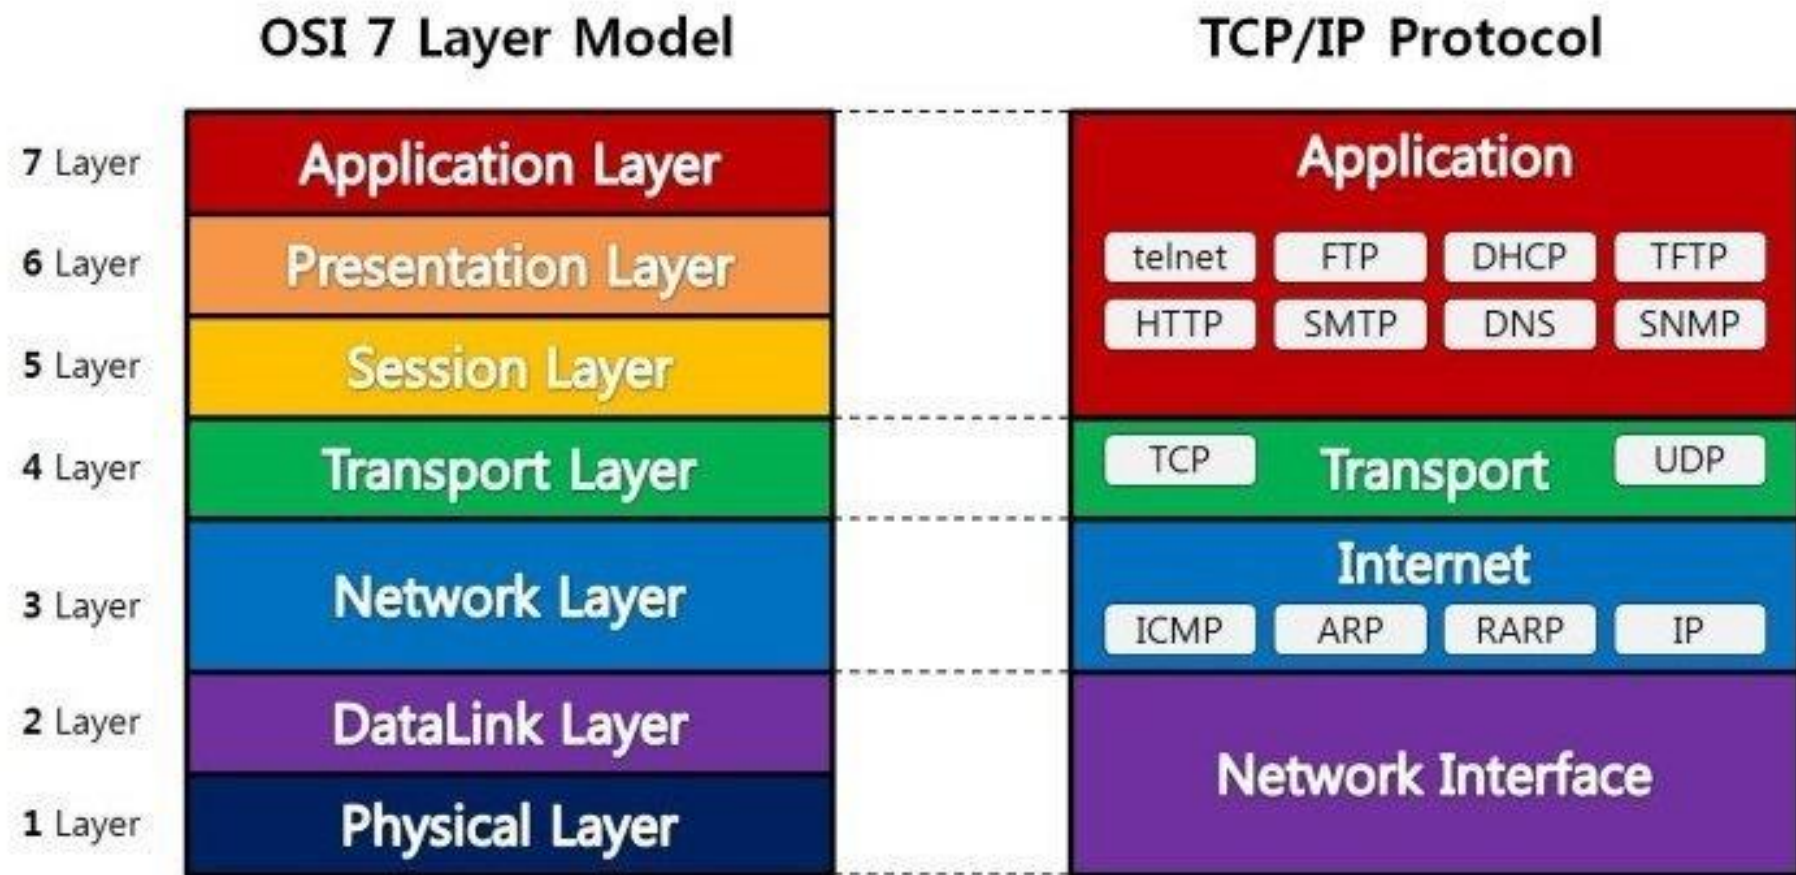 OSI 7 Layer Model
TCP/IP Protocol
7 Layer
Application Layer
6 Layer
Presentation Layer
5 Layer
Session Layer
4 Layer
Transport Layer
3 Layer
Network Layer
2 Layer
DataLink Layer
1 Layer
Physical Layer
Application
telnet FTP DHCP TFTP
HTTP SMTP DNS SNMP
TCP Transport UDP
Internet
ICMP ARP RARP IP
Network Interface